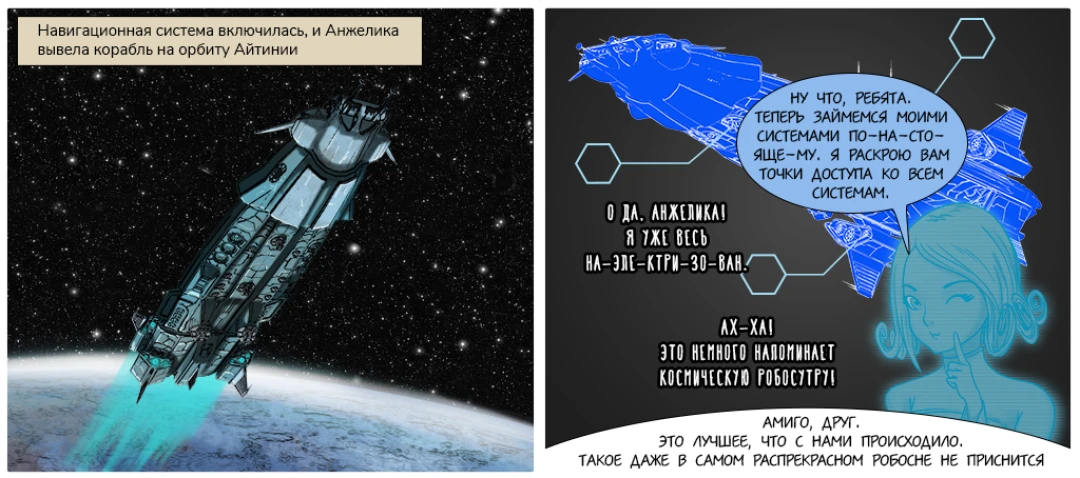 Навигационная система включилась, и Анжелика
вывела корабль на орбиту Айтинии
НУ ЧТО, РЕБЯТА.
ТЕПЕРЬ ЗАЙМЕМСЯ МОИМИ
СИСТЕМАМИ ПО-НА-СТО-
ЯЩЕ-МУ. Я РАСКРОЮ ВАМ
ТОЧКИ ДОСТУПА КО ВСЕМ
СИСТЕМАМ.
О ДА, АНЖЕЛИКА!
Я УЖЕ ВЕСЬ
НА-ЭЛЕ-КТРИ-ЗО-ВАН.
АХ-ХА!
ЭТО НЕМНОГО НАПОМИНАЕТ
КОСМИЧЕСКУЮ РОБОСУТРУ!
АМИГО, ДРУГ.
ЭТО ЛУЧШЕЕ, ЧТО С НАМИ ПРОИСХОДИЛО.
ТАКОЕ ДАЖЕ В САМОМ РАСПРЕКРАСНОМ РОБОСНЕ НЕ ПРИСНИТСЯ